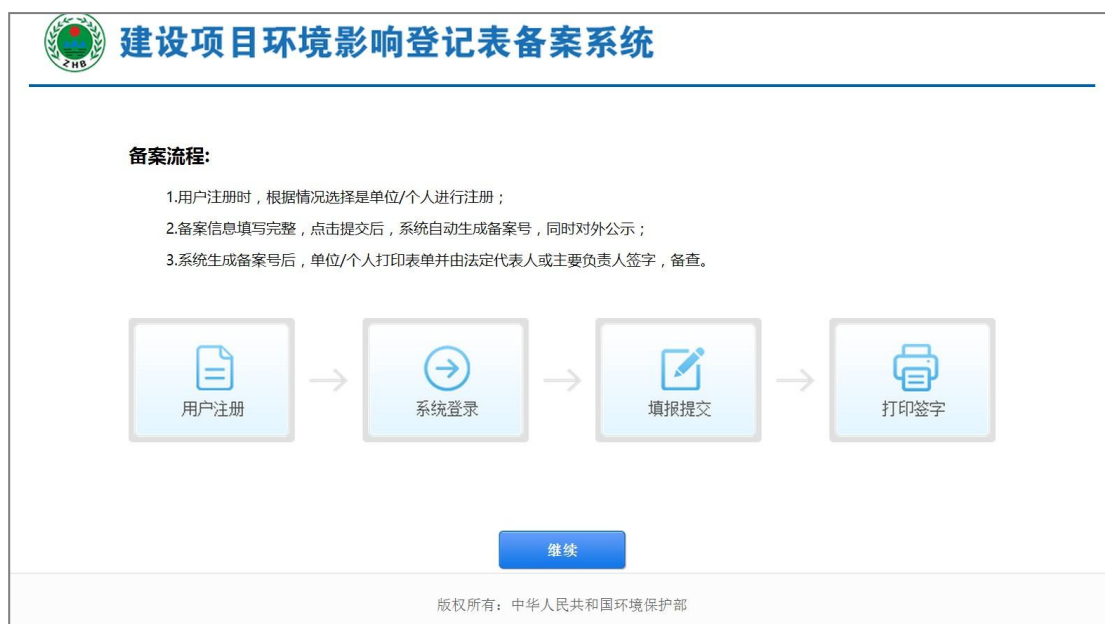 ZHB
建设项目环境影响登记表备案系统
备案流程:
1.用户注册时，根据情况选择是单位/个人进行注册；
2.备案信息填写完整，点击提交后，系统自动生成备案号，同时对外公示；
3.系统生成备案号后，单位/个人打印表单并由法定代表人或主要负责人签字，备查。
用户注册
系统登录
填报提交
打印签字
继续
版权所有：中华人民共和国环境保护部